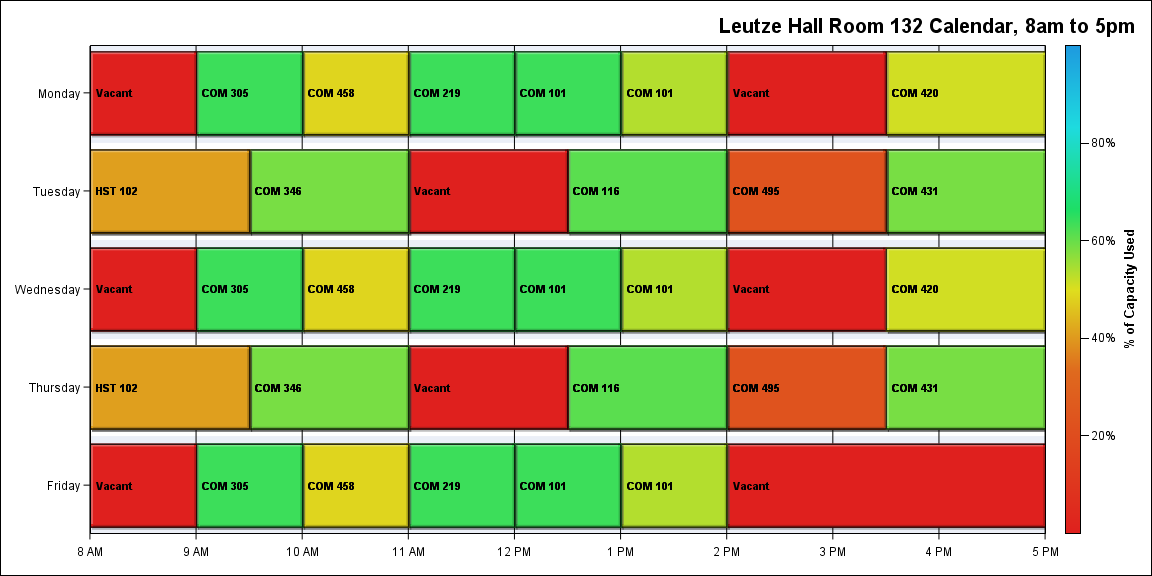 Leutze Hall Room 132 Calendar, 8am to 5pm
Monday
Vacant
COM 305
COM 458
COM 219
COM 101
COM 101
Vacant
COM 420
Tuesday
HST 102
COM 346
Vacant
COM 116
COM 495
COM 431
Wednesday
Vacant
COM 305
COM 458
COM 219
COM 101
COM 101
Vacant
COM 420
Thursday
HST 102
COM 346
Vacant
COM 116
COM 495
COM 431
Friday
Vacant
COM 305
COM 458
COM 219
COM 101
COM 101
Vacant
8 AM
9 AM
10 AM
11 AM
12 PM
1 PM
2 PM
3 PM
4 PM
5 PM
80%
60%
40%
20%
% of Capacity Used